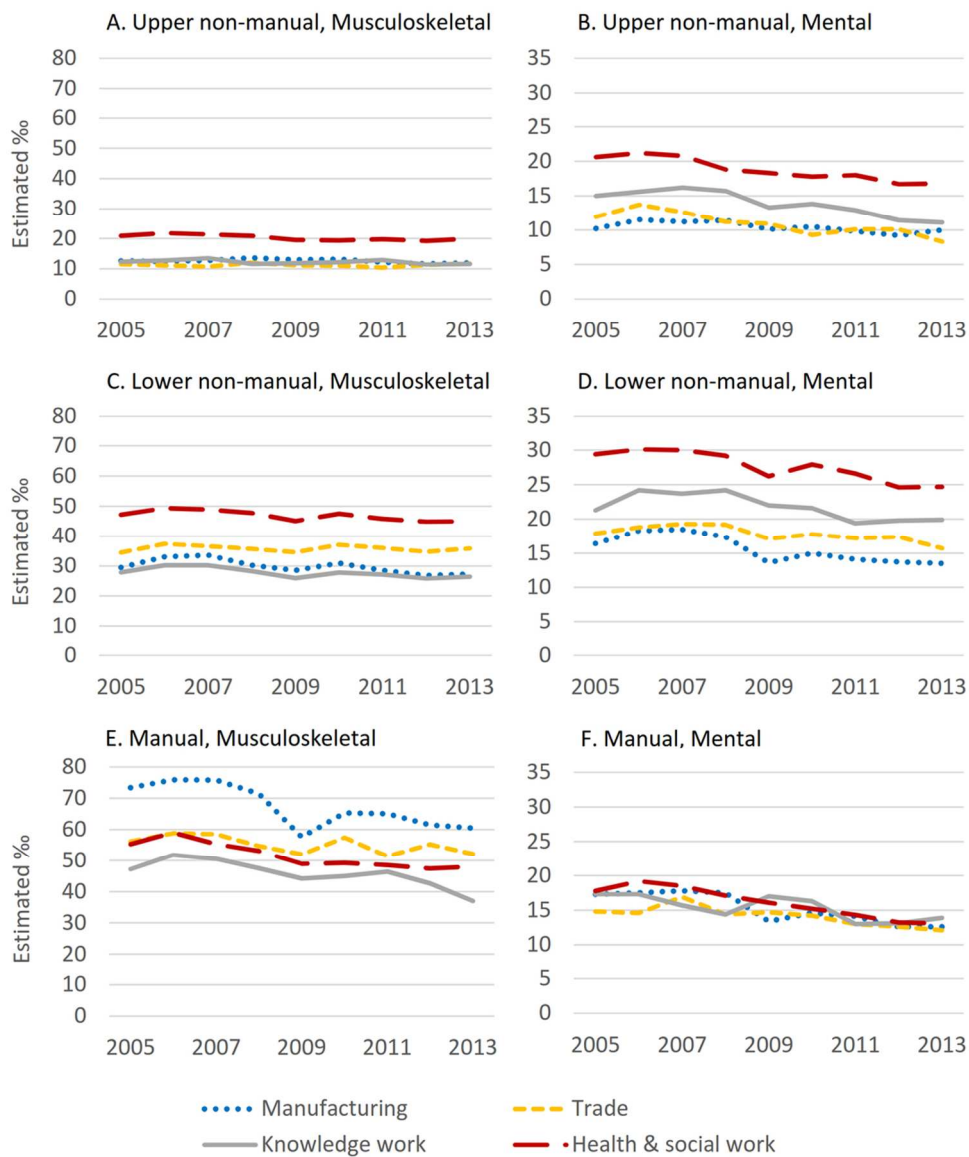 A. Upper non-manual, Musculoskeletal
Estimated ‰
80
70
60
50
40
30
20
10
0
2005 2007 2009 2011 2013
B. Upper non-manual, Mental
35
30
25
20
15
10
5
0
2005 2007 2009 2011 2013
C. Lower non-manual, Musculoskeletal
Estimated ‰
80
70
60
50
40
30
20
10
0
2005 2007 2009 2011 2013
D. Lower non-manual, Mental
35
30
25
20
15
10
5
0
2005 2007 2009 2011 2013
E. Manual, Musculoskeletal
Estimated ‰
80
70
60
50
40
30
20
10
0
2005 2007 2009 2011 2013
F. Manual, Mental
35
30
25
20
15
10
5
0
2005 2007 2009 2011 2013
Manufacturing
Trade
Knowledge work
Health & social work